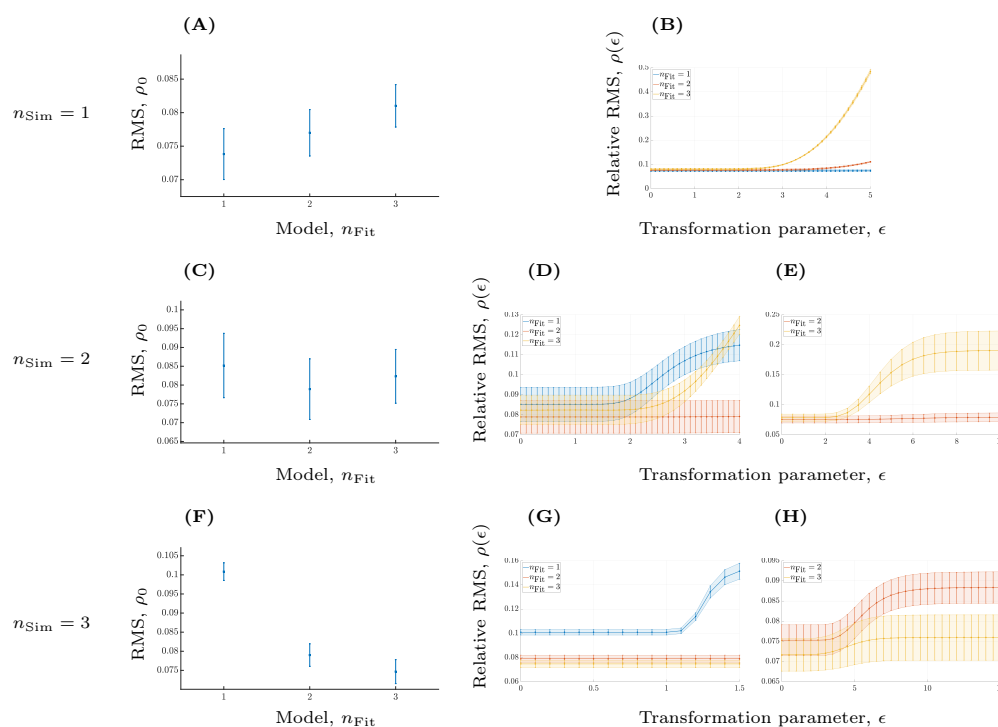 (A)
n_Sim = 1
RMS, ρ0
0.085
0.08
0.075
0.07
1 2 3
Model, n_Fit
(B)
Relative RMS, ρ(ϵ)
0.5
0.4
0.3
0.2
0.1
0
n_Fit = 1
n_Fit = 2
n_Fit = 3
0 1 2 3 4 5
Transformation parameter, ϵ
(C)
n_Sim = 2
RMS, ρ0
0.1
0.095
0.09
0.085
0.08
0.075
0.07
0.065
1 2 3
Model, n_Fit
(D)
Relative RMS, ρ(ϵ)
0.13
0.12
0.11
0.1
0.09
0.08
0.07
n_Fit = 1
n_Fit = 2
n_Fit = 3
0 1 2 3 4
Transformation parameter, ϵ
(E)
0.25
0.2
0.15
0.1
0.05
n_Fit = 2
n_Fit = 3
0 2 4 6 8
Transformation parameter, ϵ
(F)
n_Sim = 3
RMS, ρ0
0.105
0.1
0.095
0.09
0.085
0.08
0.075
1 2 3
Model, n_Fit
(G)
Relative RMS, ρ(ϵ)
0.16
0.14
0.12
0.1
0.08
0.06
n_Fit = 1
n_Fit = 2
n_Fit = 3
0 0.5 1 1.5
Transformation parameter, ϵ
(H)
0.095
0.09
0.085
0.08
0.075
0.07
0.065
n_Fit = 2
n_Fit = 3
0 5 10
Transformation parameter, ϵ